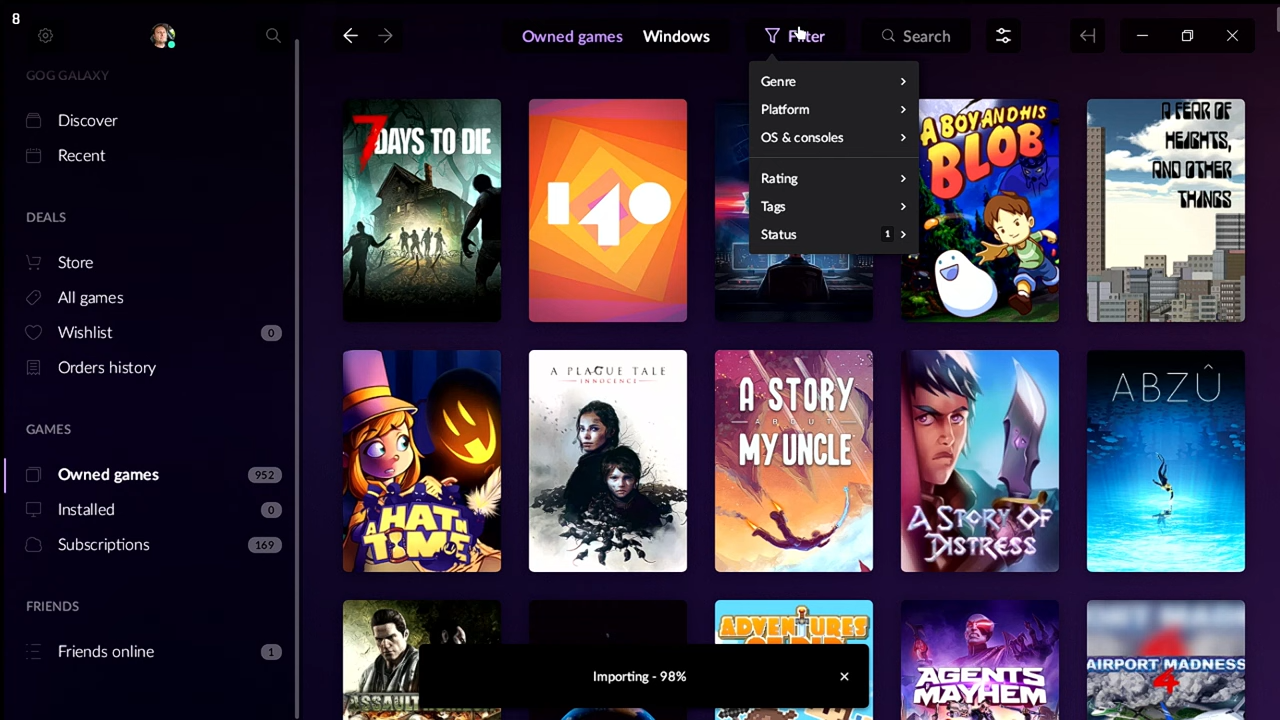 8
Owned games Windows Filter Search
GOG GALAXY
Discover
Recent
DEALS
Store
All games
Wishlist 0
Orders history
GAMES
Owned games 952
Installed 0
Subscriptions 169
FRIENDS
Friends online 1
Genre
Platform
OS & consoles
Rating
Tags
Status 1
7 DAYS TO DIE
140
A BOY AND HIS
BLOB
A FEAR OF
HEIGHTS,
AND OTHER
THINGS
A HAT IN
TIME
A PLAGUE TALE
INNOCENCE
A STORY
ABOUT
MY UNCLE
A STORY OF
DISTRESS
ABZÛ
ASSAULT
AGENTS
MAYHEM
AIRPORT MADNESS
4
Importing - 98%